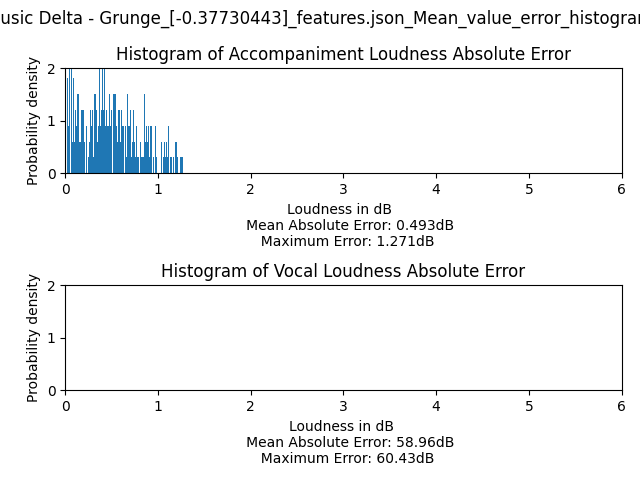 usic Delta - Grunge_[-0.37730443]_features.json_Mean_value_error_histogram
Histogram of Accompaniment Loudness Absolute Error
Probability density
2
1
0
0 1 2 3 4 5 6
Loudness in dB
Mean Absolute Error: 0.493dB
Maximum Error: 1.271dB
Histogram of Vocal Loudness Absolute Error
Probability density
2
1
0
0 1 2 3 4 5 6
Loudness in dB
Mean Absolute Error: 58.96dB
Maximum Error: 60.43dB